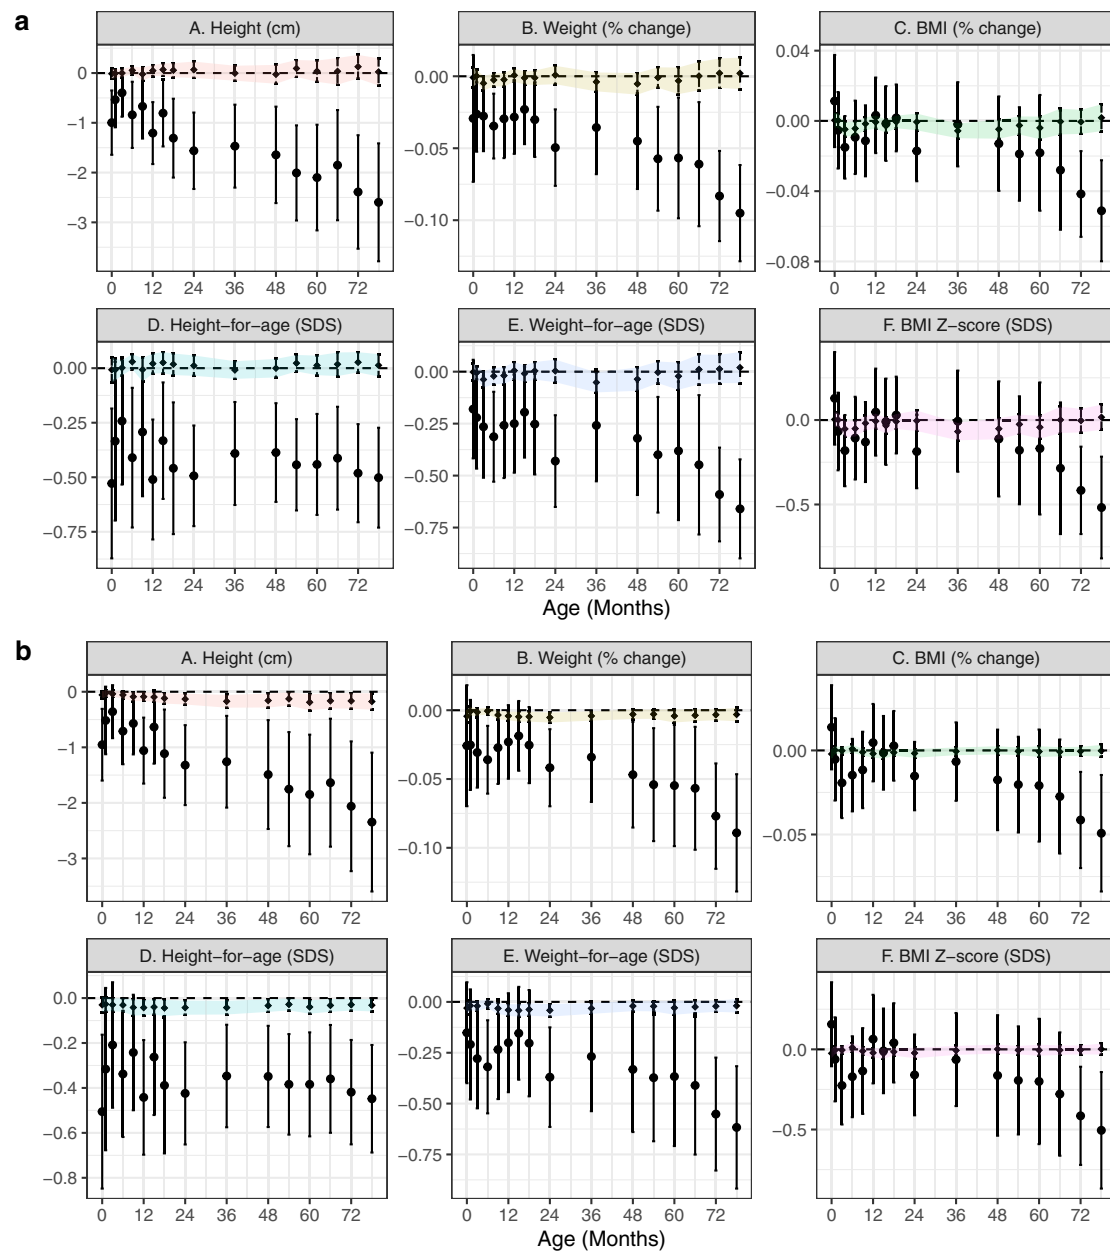 a
A. Height (cm)
B. Weight (% change)
C. BMI (% change)
0
−1
−2
−3
0.00
−0.05
−0.10
0.04
0.00
−0.04
−0.08
0 12 24 36 48 60 72
0 12 24 36 48 60 72
0 12 24 36 48 60 72
D. Height−for−age (SDS)
E. Weight−for−age (SDS)
F. BMI Z−score (SDS)
0.00
−0.25
−0.50
−0.75
0.00
−0.25
−0.50
−0.75
0.0
−0.5
0 12 24 36 48 60 72
0 12 24 36 48 60 72
0 12 24 36 48 60 72
Age (Months)
b
A. Height (cm)
B. Weight (% change)
C. BMI (% change)
0
−1
−2
−3
0.00
−0.05
−0.10
0.00
−0.05
0 12 24 36 48 60 72
0 12 24 36 48 60 72
0 12 24 36 48 60 72
D. Height−for−age (SDS)
E. Weight−for−age (SDS)
F. BMI Z−score (SDS)
0.0
−0.2
−0.4
−0.6
−0.8
0.00
−0.25
−0.50
−0.75
0.0
−0.5
0 12 24 36 48 60 72
0 12 24 36 48 60 72
0 12 24 36 48 60 72
Age (Months)